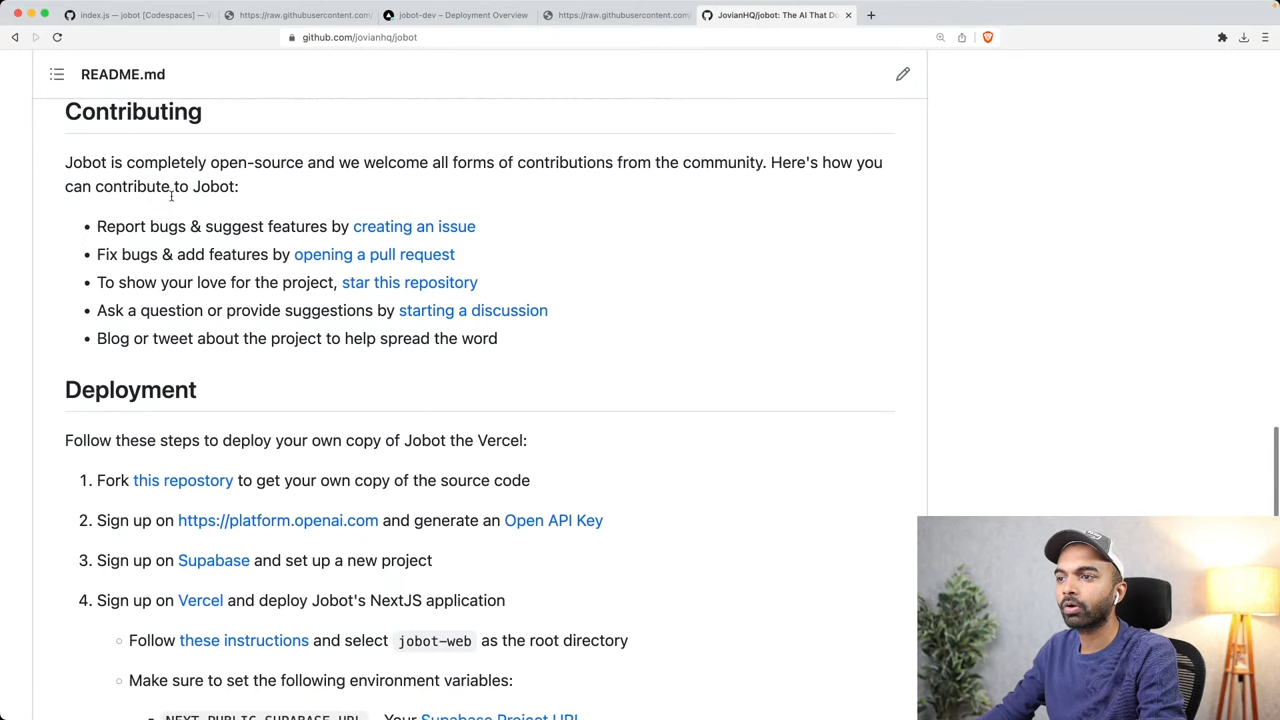 index.js — jobot [Codespaces] — V
https://raw.githubusercontent.com/
jobot-dev – Deployment Overview
https://raw.githubusercontent.com/
JovianHQ/jobot: The AI That Do
github.com/jovianhq/jobot
README.md
Contributing
Jobot is completely open-source and we welcome all forms of contributions from the community. Here's how you
can contribute to Jobot:
• Report bugs & suggest features by creating an issue
• Fix bugs & add features by opening a pull request
• To show your love for the project, star this repository
• Ask a question or provide suggestions by starting a discussion
• Blog or tweet about the project to help spread the word
Deployment
Follow these steps to deploy your own copy of Jobot the Vercel:
1. Fork this repostory to get your own copy of the source code
2. Sign up on https://platform.openai.com and generate an Open API Key
3. Sign up on Supabase and set up a new project
4. Sign up on Vercel and deploy Jobot's NextJS application
Follow these instructions and select jobot-web as the root directory
Make sure to set the following environment variables:
NEXT_PUBLIC_SUPABASE_URL - Your Supabase Project URL